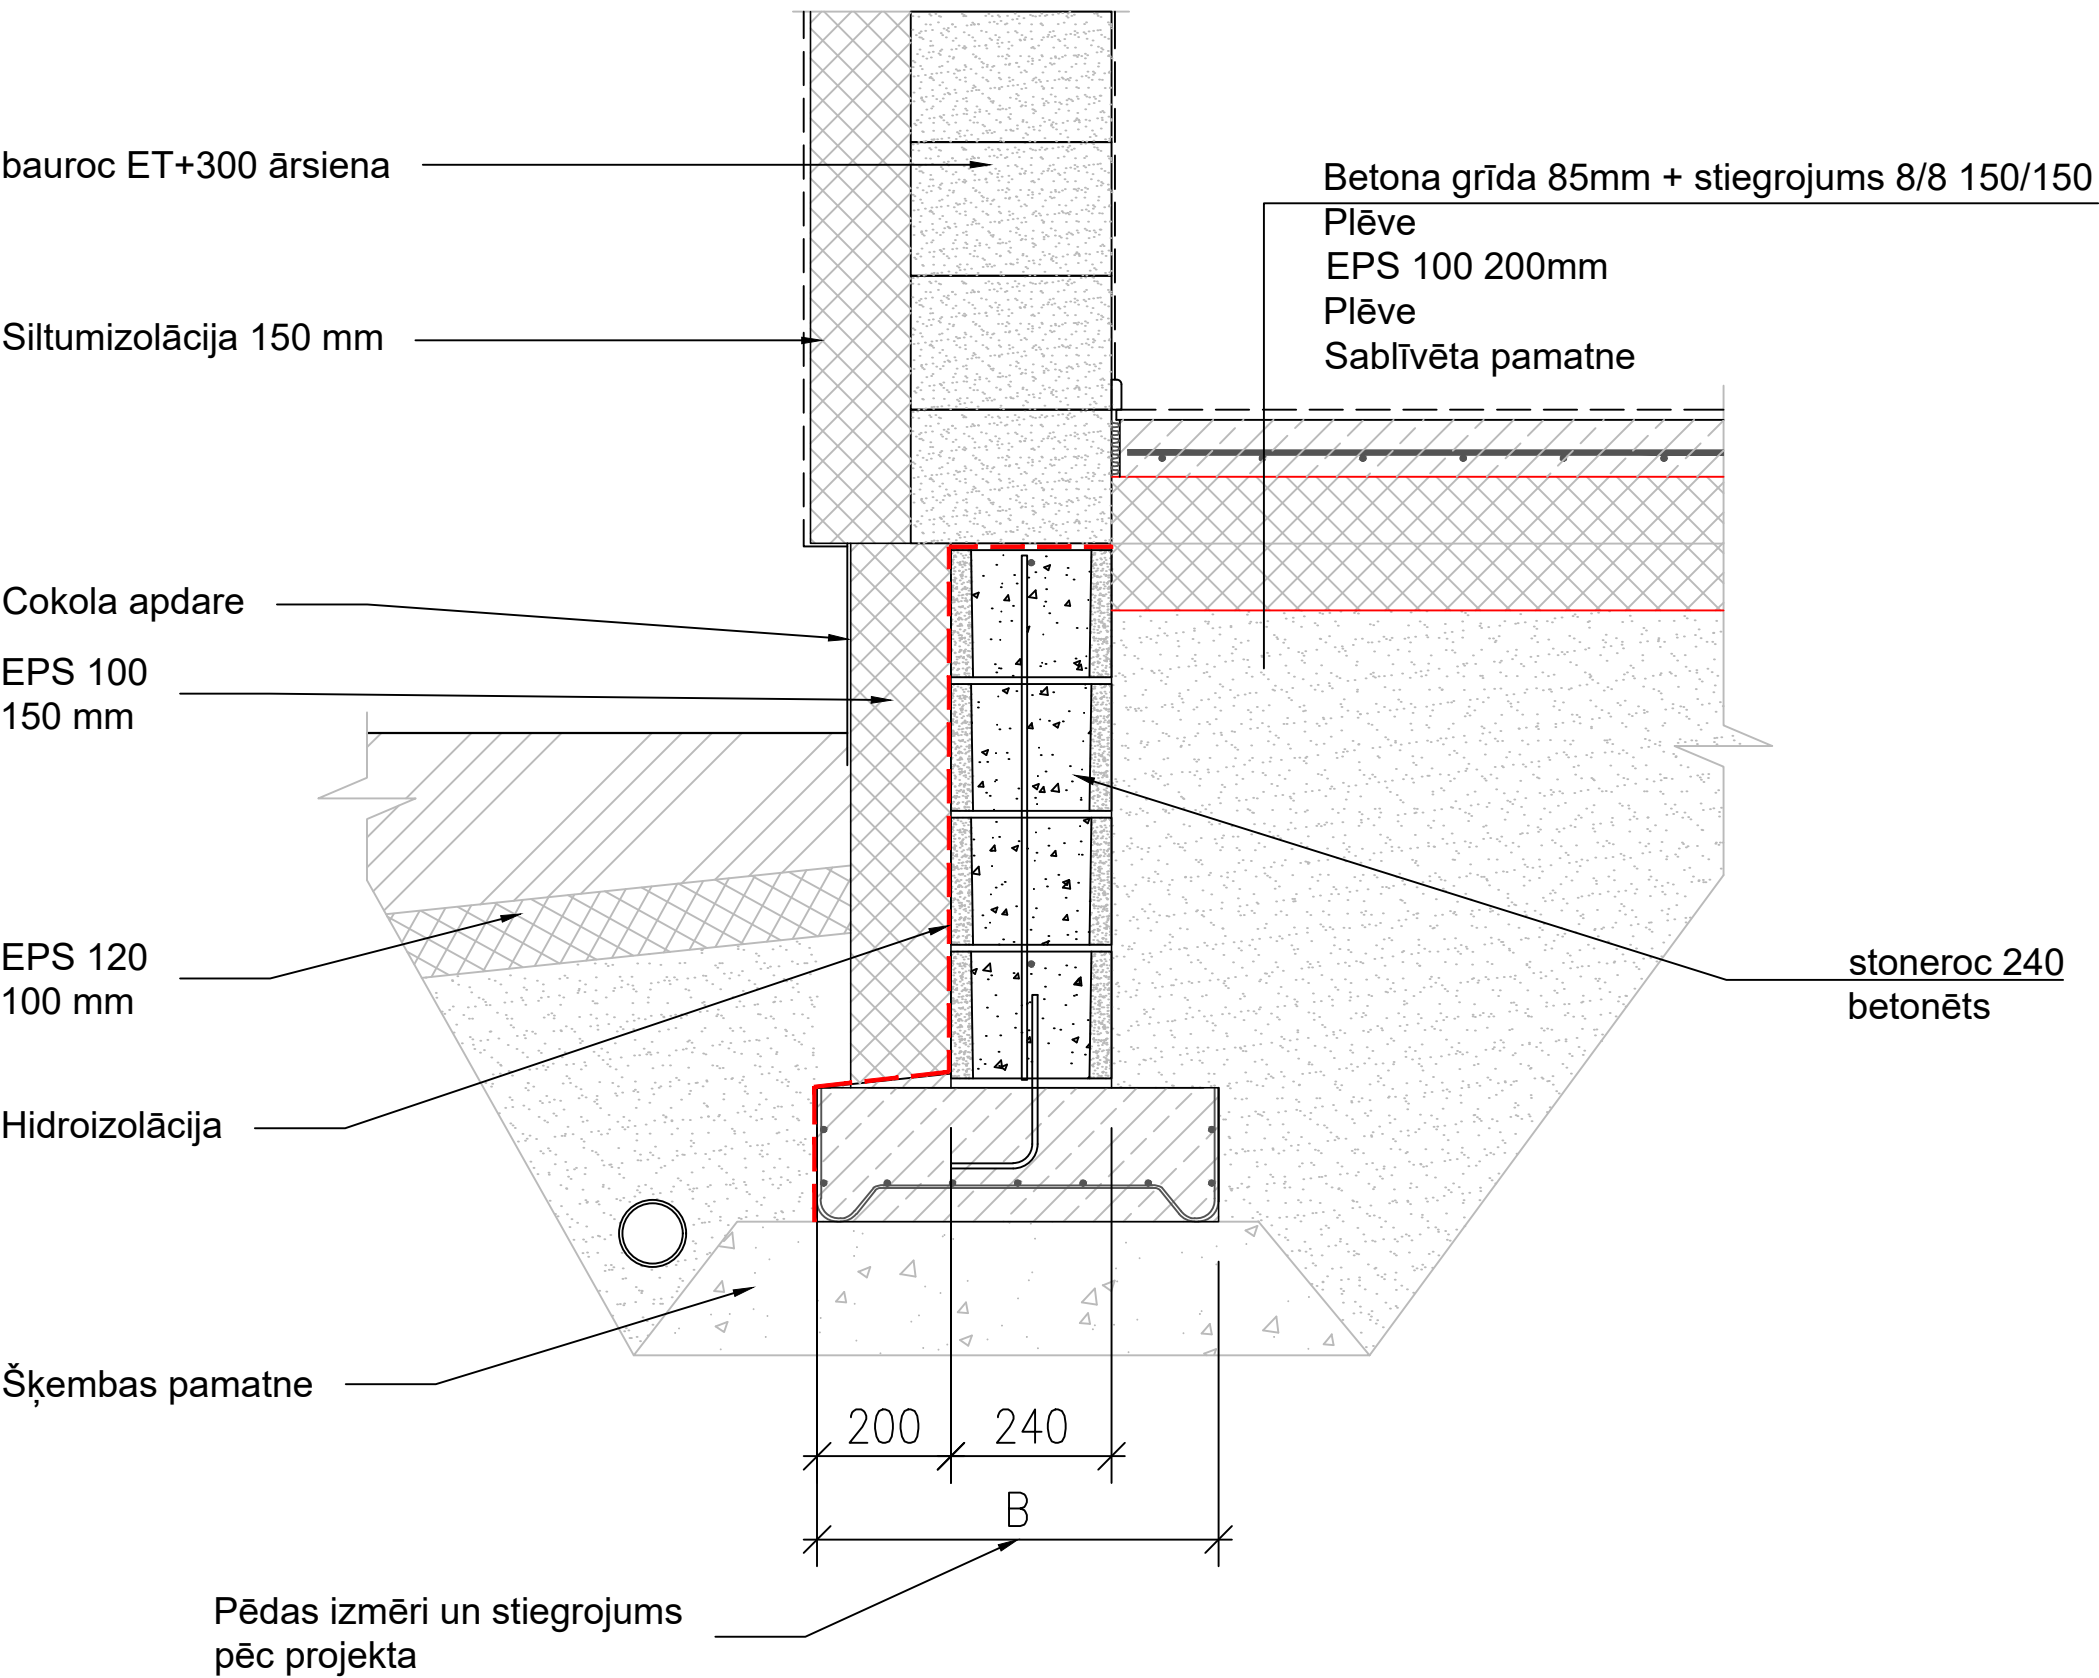 bauroc ET+300 ārsiena
Betona grīda 85mm + stiegrojums 8/8 150/150
Plēve
EPS 100 200mm
Plēve
Sablīvēta pamatne
Siltumizolācija 150 mm
Cokola apdare
EPS 100
150 mm
EPS 120
100 mm
stoneroc 240
betonēts
Hidroizolācija
Šķembas pamatne
200
240
B
Pēdas izmēri un stiegrojums
pēc projekta